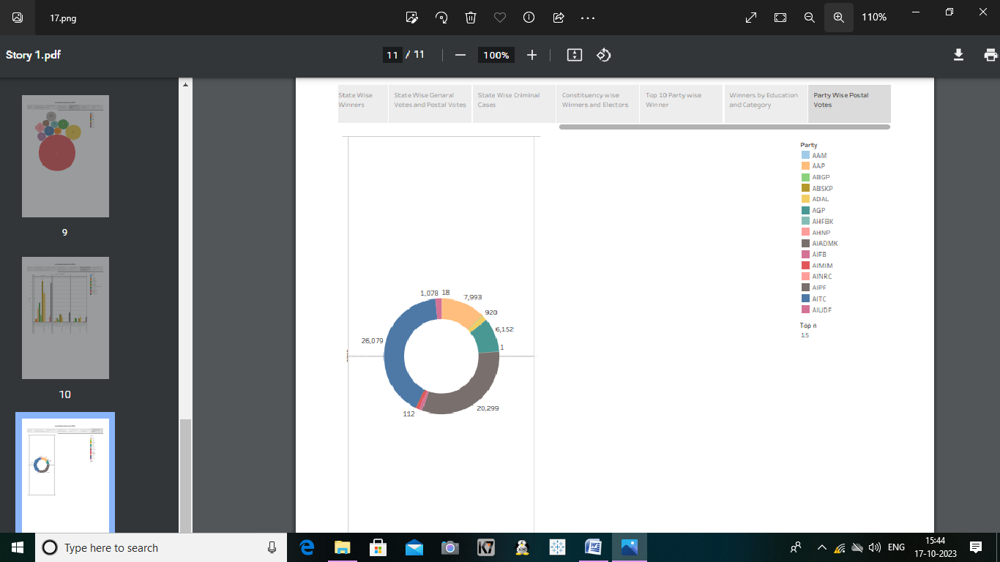 17.png
110%
Story 1.pdf
11 / 11
100%
9
10
State Wise
Winners
State Wise Genaral
Votes and Postal Votes
State Wise Criminal
Cases
Constituency wise
Winners and Electors
Top 10 Party wise
Winner
Winners by Education
and Category
Party Wise Postal
Votes
1,078
18
7,993
920
6,152
1
26,079
112
20,299
Party
AAM
AAP
ABGP
ABSKP
ADAL
AGP
AHFBK
AHNP
AIADMK
AIFB
AIMIM
AINRC
AIPF
AITC
AIUDF
Top n
15
Type here to search
ENG
15:44
17-10-2023